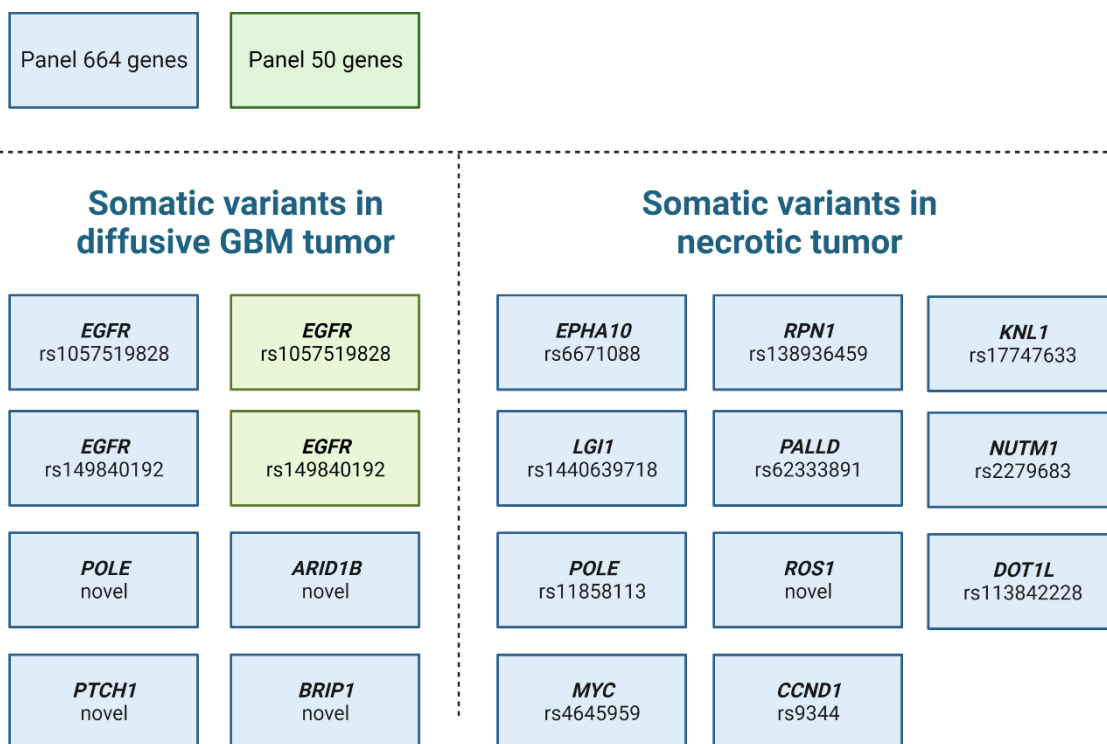 Panel 664 genes
Panel 50 genes
Somatic variants in
diffusive GBM tumor
EGFR
rs1057519828
EGFR
rs1057519828
EGFR
rs149840192
EGFR
rs149840192
POLE
novel
ARID1B
novel
PTCH1
novel
BRIP1
novel
Somatic variants in
necrotic tumor
EPHA10
rs6671088
RPN1
rs138936459
KNL1
rs17747633
LGI1
rs1440639718
PALLD
rs62333891
NUTM1
rs2279683
POLE
rs11858113
ROS1
novel
DOT1L
rs113842228
MYC
rs4645959
CCND1
rs9344